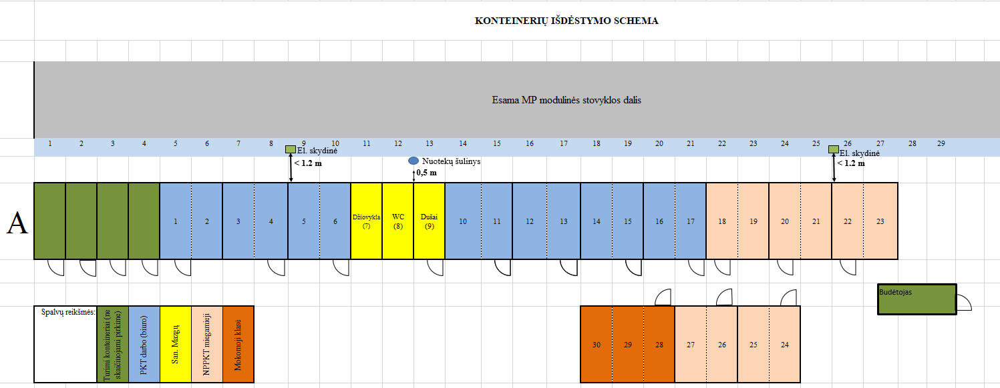 KONTEINERIŲ IŠDĖSTYMO SCHEMA
Esama MP modulinės stovyklos dalis
1 2 3 4 5 6 7 8 9 10 11 12 13 14 15 16 17 18 19 20 21 22 23 24 25 26 27 28 29
El. skydinė
El. skydinė
< 1.2 m
Nuotekų šulinys
< 1.2 m
0,5 m
A
1 2 3 4 5 6
Džiovykla
(7)
WC
(8)
Dušai
(9)
10 11 12 13 14 15 16 17 18 19 20 21 22 23
Budėtojas
Spalvų reikšmės:
Turimi konteineriai (ne
skaičiuojami pirkime)
PKT darbo (biuro)
San. Mazgų
NPPKT miegamieji
Mokomoji klasė
30 29 28 27 26 25 24